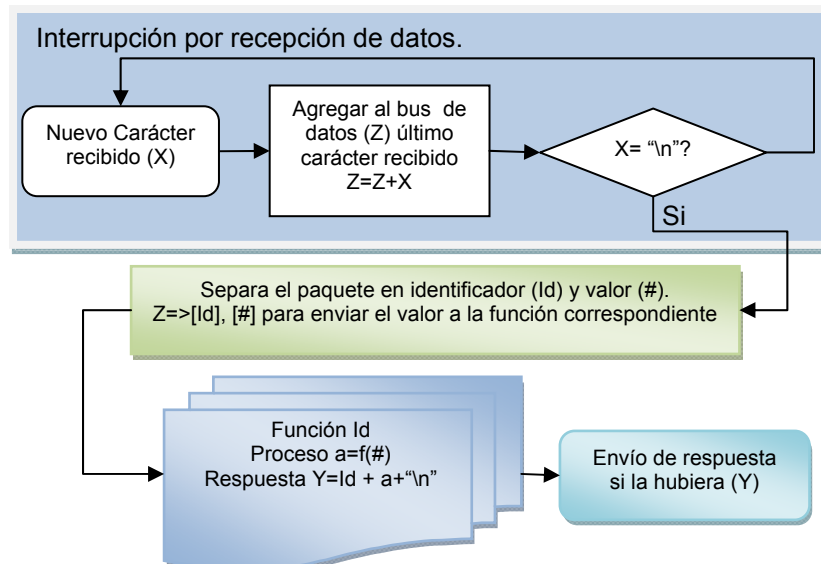 Interrupción por recepción de datos.
Nuevo Carácter
recibido (X)
Agregar al bus de
datos (Z) último
carácter recibido
Z=Z+X
X= “\n”?
Si
Separa el paquete en identificador (Id) y valor (#).
Z=>[Id], [#] para enviar el valor a la función correspondiente
Función Id
Proceso a=f(#)
Respuesta Y=Id + a+“\n”
Envío de respuesta
si la hubiera (Y)